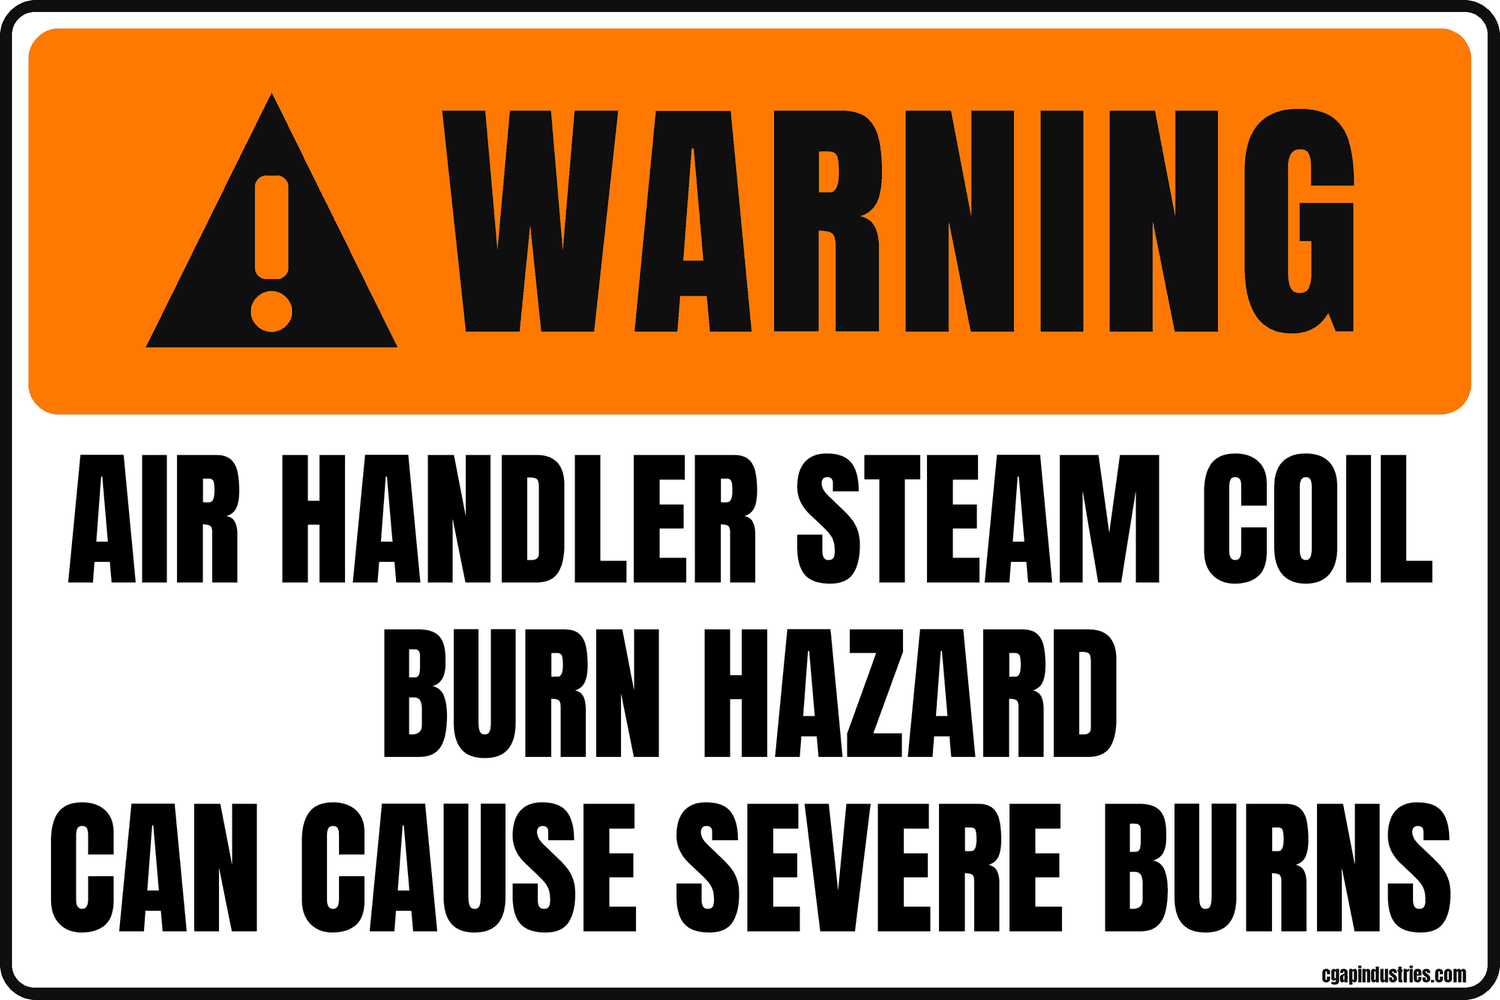 WARNING
AIR HANDLER STEAM COIL
BURN HAZARD
CAN CAUSE SEVERE BURNS
cgapindustries.com